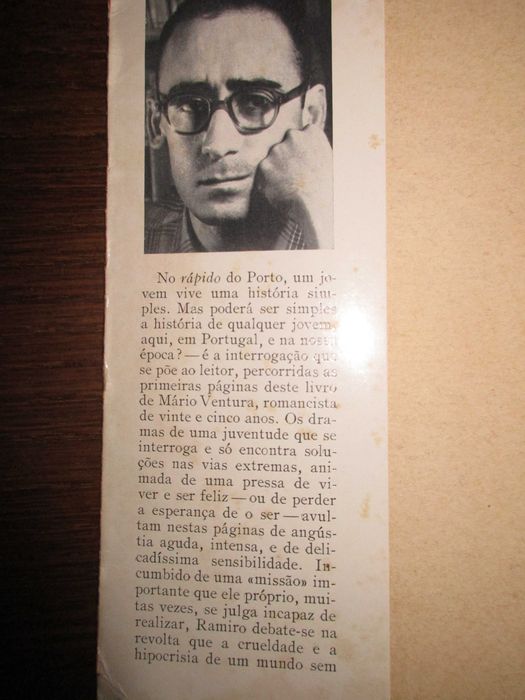 No rápido do Porto, um jo-
vem vive uma história sim-
ples. Mas poderá ser simples
a história de qualquer jovem
aqui, em Portugal, e na nossa
época? — é a interrogação que
se põe ao leitor, percorridas as
primeiras páginas deste livro
de Mário Ventura, romancista
de vinte e cinco anos. Os dra-
mas de uma juventude que se
interroga e só encontra solu-
ções nas vias extremas, ani-
mada de uma pressa de vi-
ver e ser feliz — ou de perder
a esperança de o ser — avul-
tam nestas páginas de angús-
tia aguda, intensa, e de deli-
cadíssima sensibilidade. In-
cumbido de uma «missão» im-
portante que ele próprio, mui-
tas vezes, se julga incapaz de
realizar, Ramiro debate-se na
revolta que a crueldade e a
hipocrisia de um mundo sem